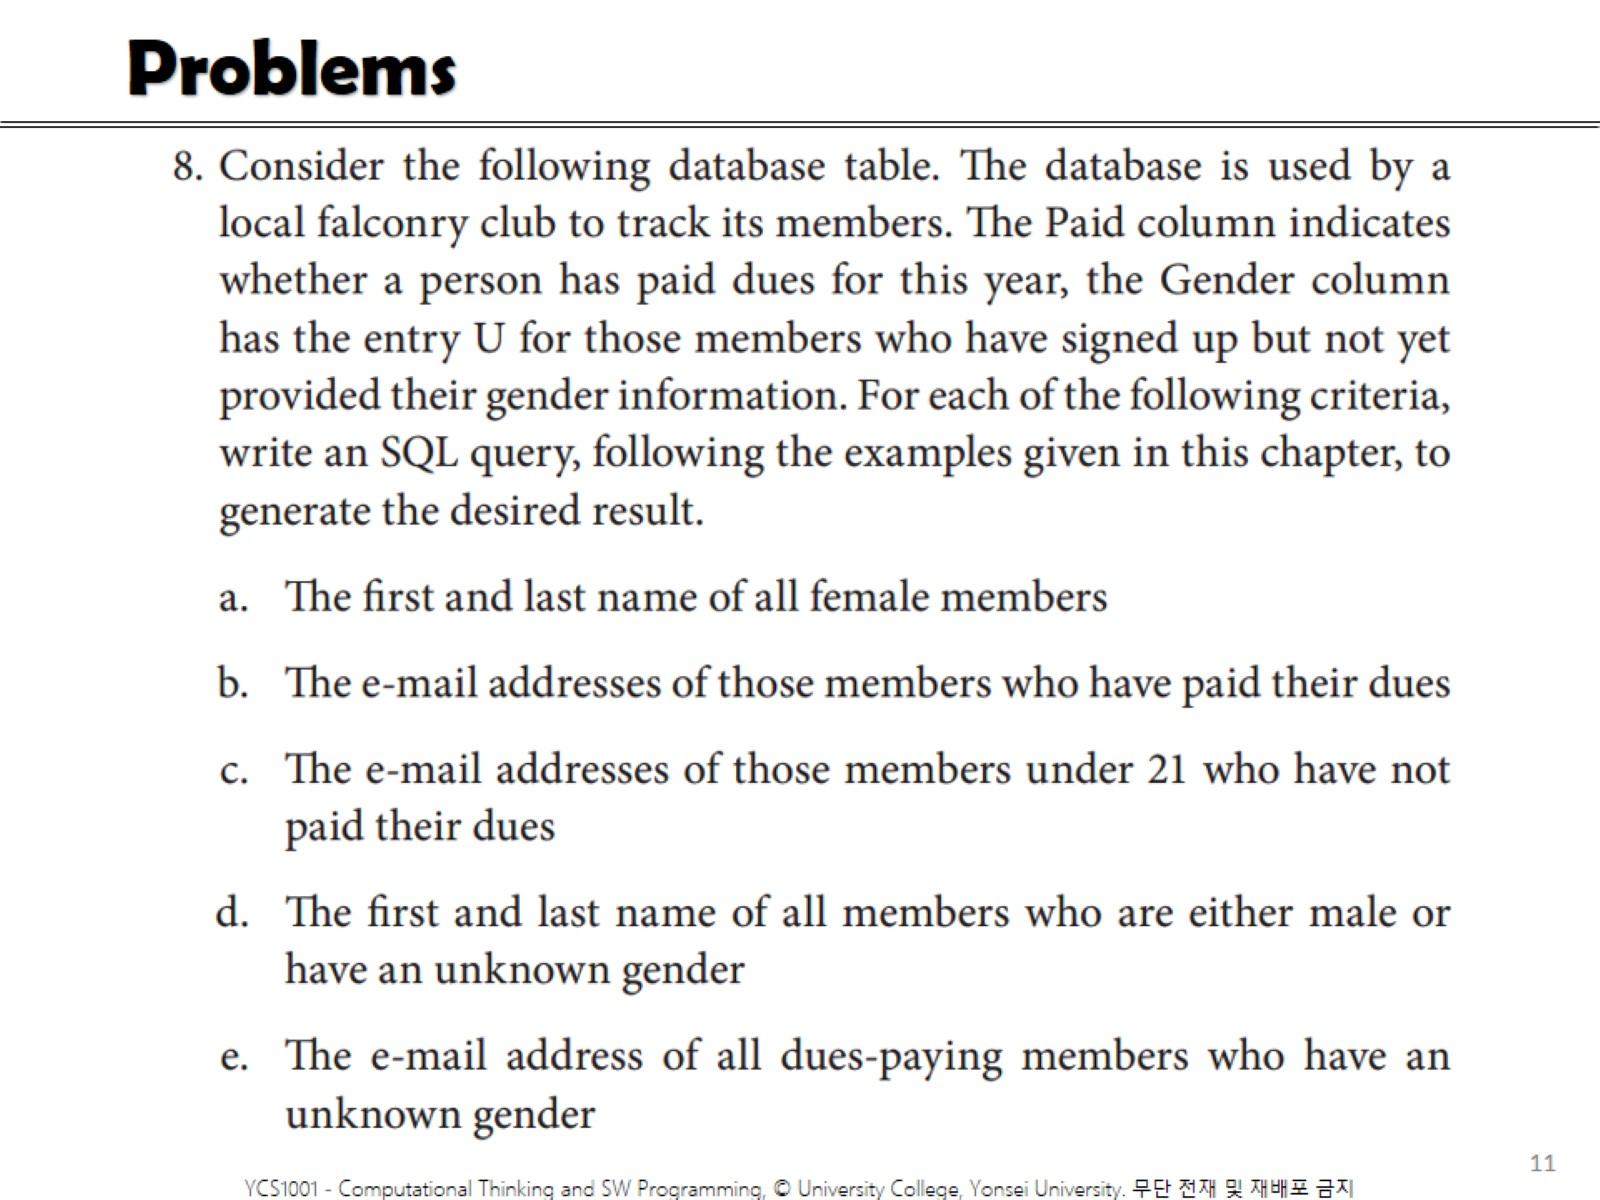 Problems
8. Consider the following database table. The database is used by a
local falconry club to track its members. The Paid column indicates
whether a person has paid dues for this year, the Gender column
has the entry U for those members who have signed up but not yet
provided their gender information. For each of the following criteria,
write an SQL query, following the examples given in this chapter, to
generate the desired result.
a. The first and last name of all female members
b. The e-mail addresses of those members who have paid their dues
c. The e-mail addresses of those members under 21 who have not
paid their dues
d. The first and last name of all members who are either male or
have an unknown gender
e. The e-mail address of all dues-paying members who have an
unknown gender
11
YCS1001 - Computational Thinking and SW Programming, © University College, Yonsei University. 무단 전재 및 재배포 금지